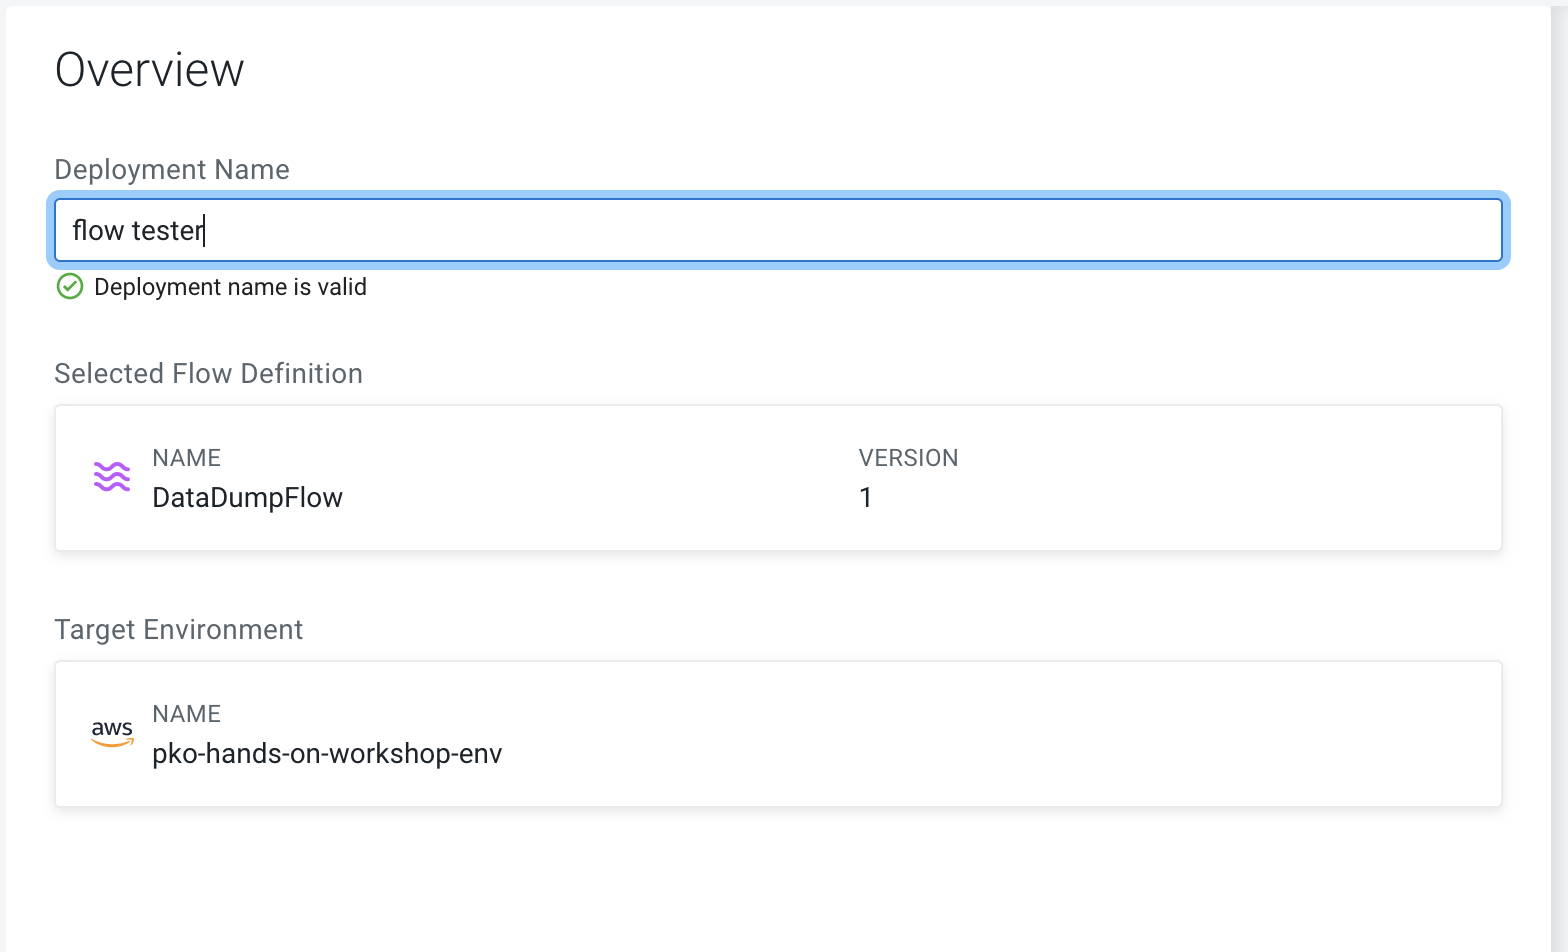 Overview
Deployment Name
flow tester
Deployment name is valid
Selected Flow Definition
NAME
DataDumpFlow
VERSION
1
Target Environment
aws
NAME
pko-hands-on-workshop-env